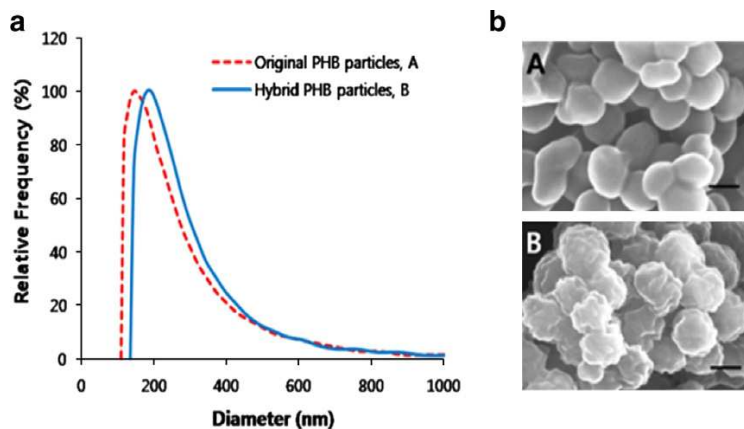 a
120
100
80
60
40
20
0
Relative Frequency (%)
Original PHB particles, A
Hybrid PHB particles, B
0 200 400 600 800 1000
Diameter (nm)
b
A
B